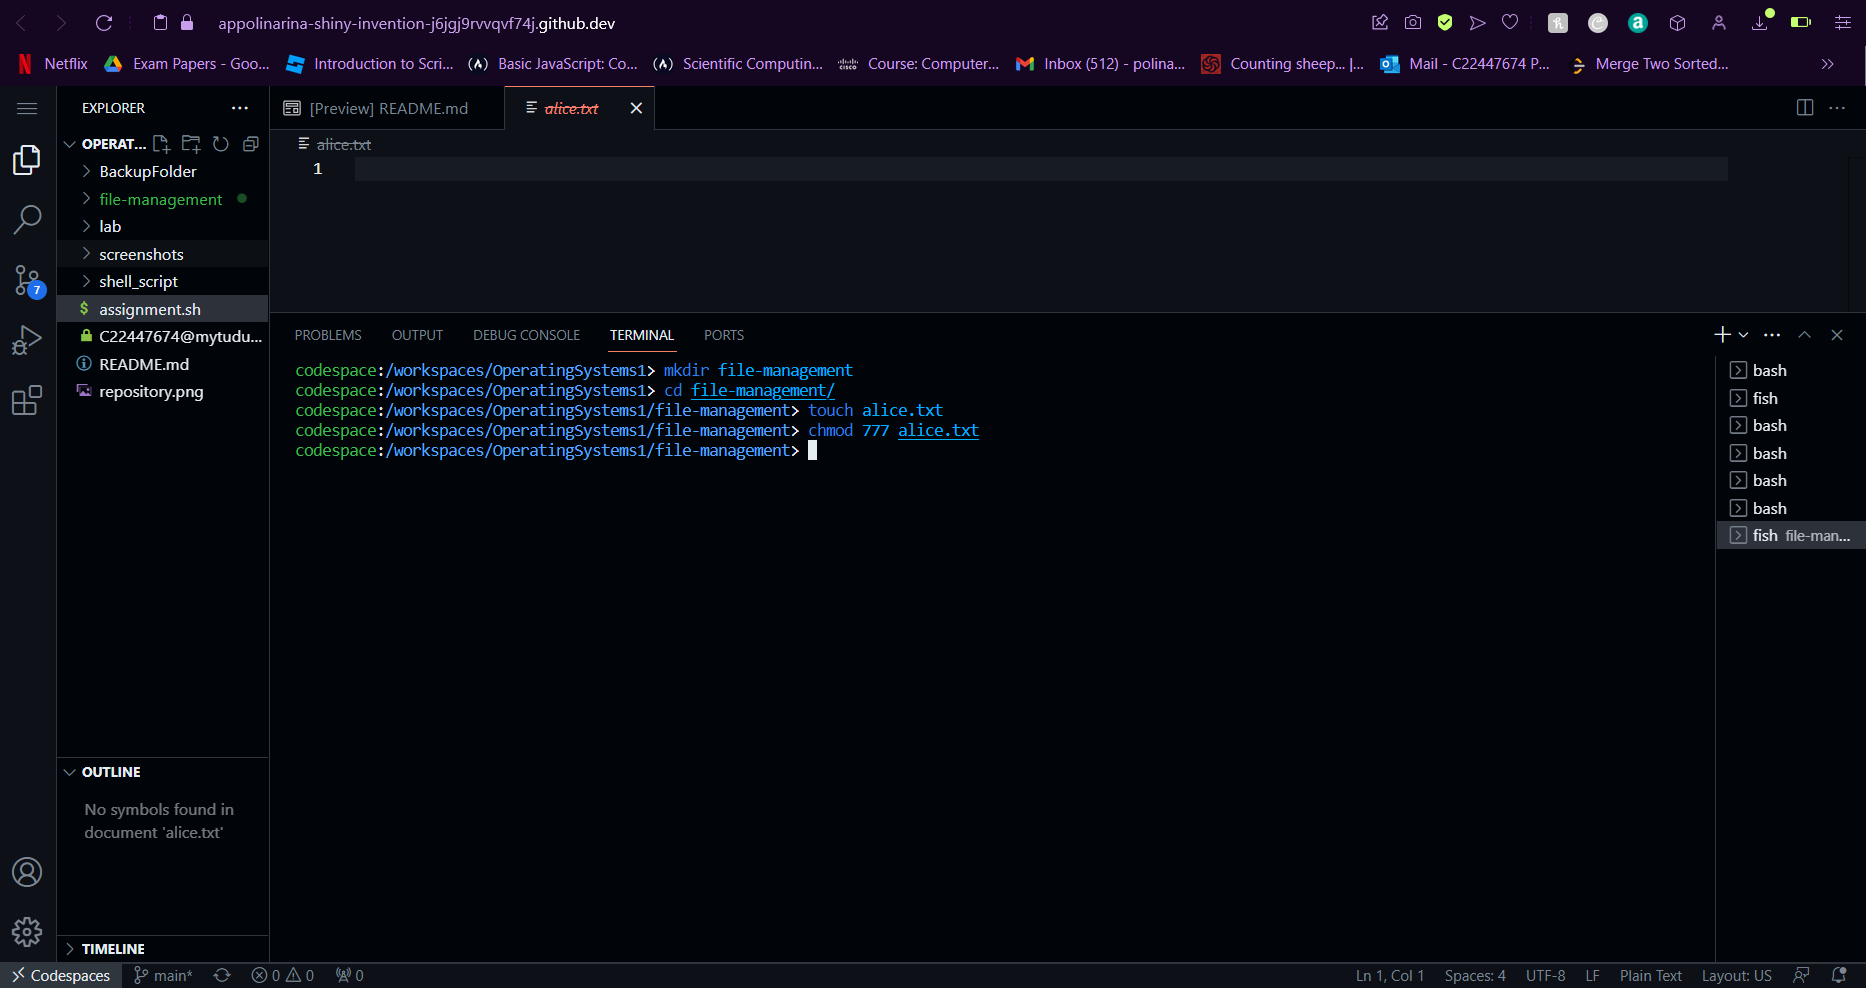 appolinarina-shiny-invention-j6jgj9rvvqvf74j.github.dev
Netflix
Exam Papers - Goo...
Introduction to Scri...
Basic JavaScript: Co...
Scientific Computin...
Course: Computer...
Inbox (512) - polina...
Counting sheep... |...
Mail - C22447674 P...
Merge Two Sorted...
EXPLORER
[Preview] README.md
alice.txt
OPERAT...
alice.txt
1
BackupFolder
file-management
lab
screenshots
shell_script
assignment.sh
C22447674@mytudu...
README.md
repository.png
7
PROBLEMS
OUTPUT
DEBUG CONSOLE
TERMINAL
PORTS
codespace:/workspaces/OperatingSystems1> mkdir file-management
codespace:/workspaces/OperatingSystems1> cd file-management/
codespace:/workspaces/OperatingSystems1/file-management> touch alice.txt
codespace:/workspaces/OperatingSystems1/file-management> chmod 777 alice.txt
codespace:/workspaces/OperatingSystems1/file-management>
bash
fish
bash
bash
bash
bash
fish file-man...
OUTLINE
No symbols found in
document 'alice.txt'
TIMELINE
Codespaces
main*
0
0
0
Ln 1, Col 1
Spaces: 4
UTF-8
LF
Plain Text
Layout: US